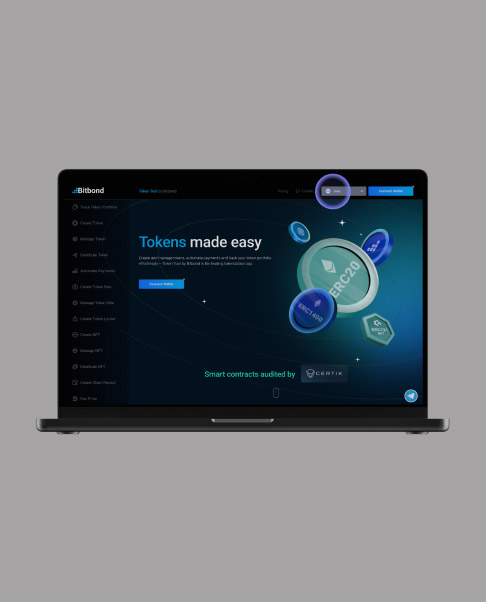 Bitbond
Token Tool by Bitbond
Pricing
Connect Wallet
Track Token Portfolio
Create Token
Manage Token
Distribute Token
Automate Payments
Create Token Sale
Manage Token Sale
Create Token Locker
Create NFT
Manage NFT
Distribute NFT
Create Claim Period
Gas Price
Tokens made easy
Create and manage tokens, automate payments and track your token portfolio
effortlessly – Token Tool by Bitbond is the leading tokenization app.
Connect Wallet
ERC20
ERC1400
Smart contracts audited by
CERTIK